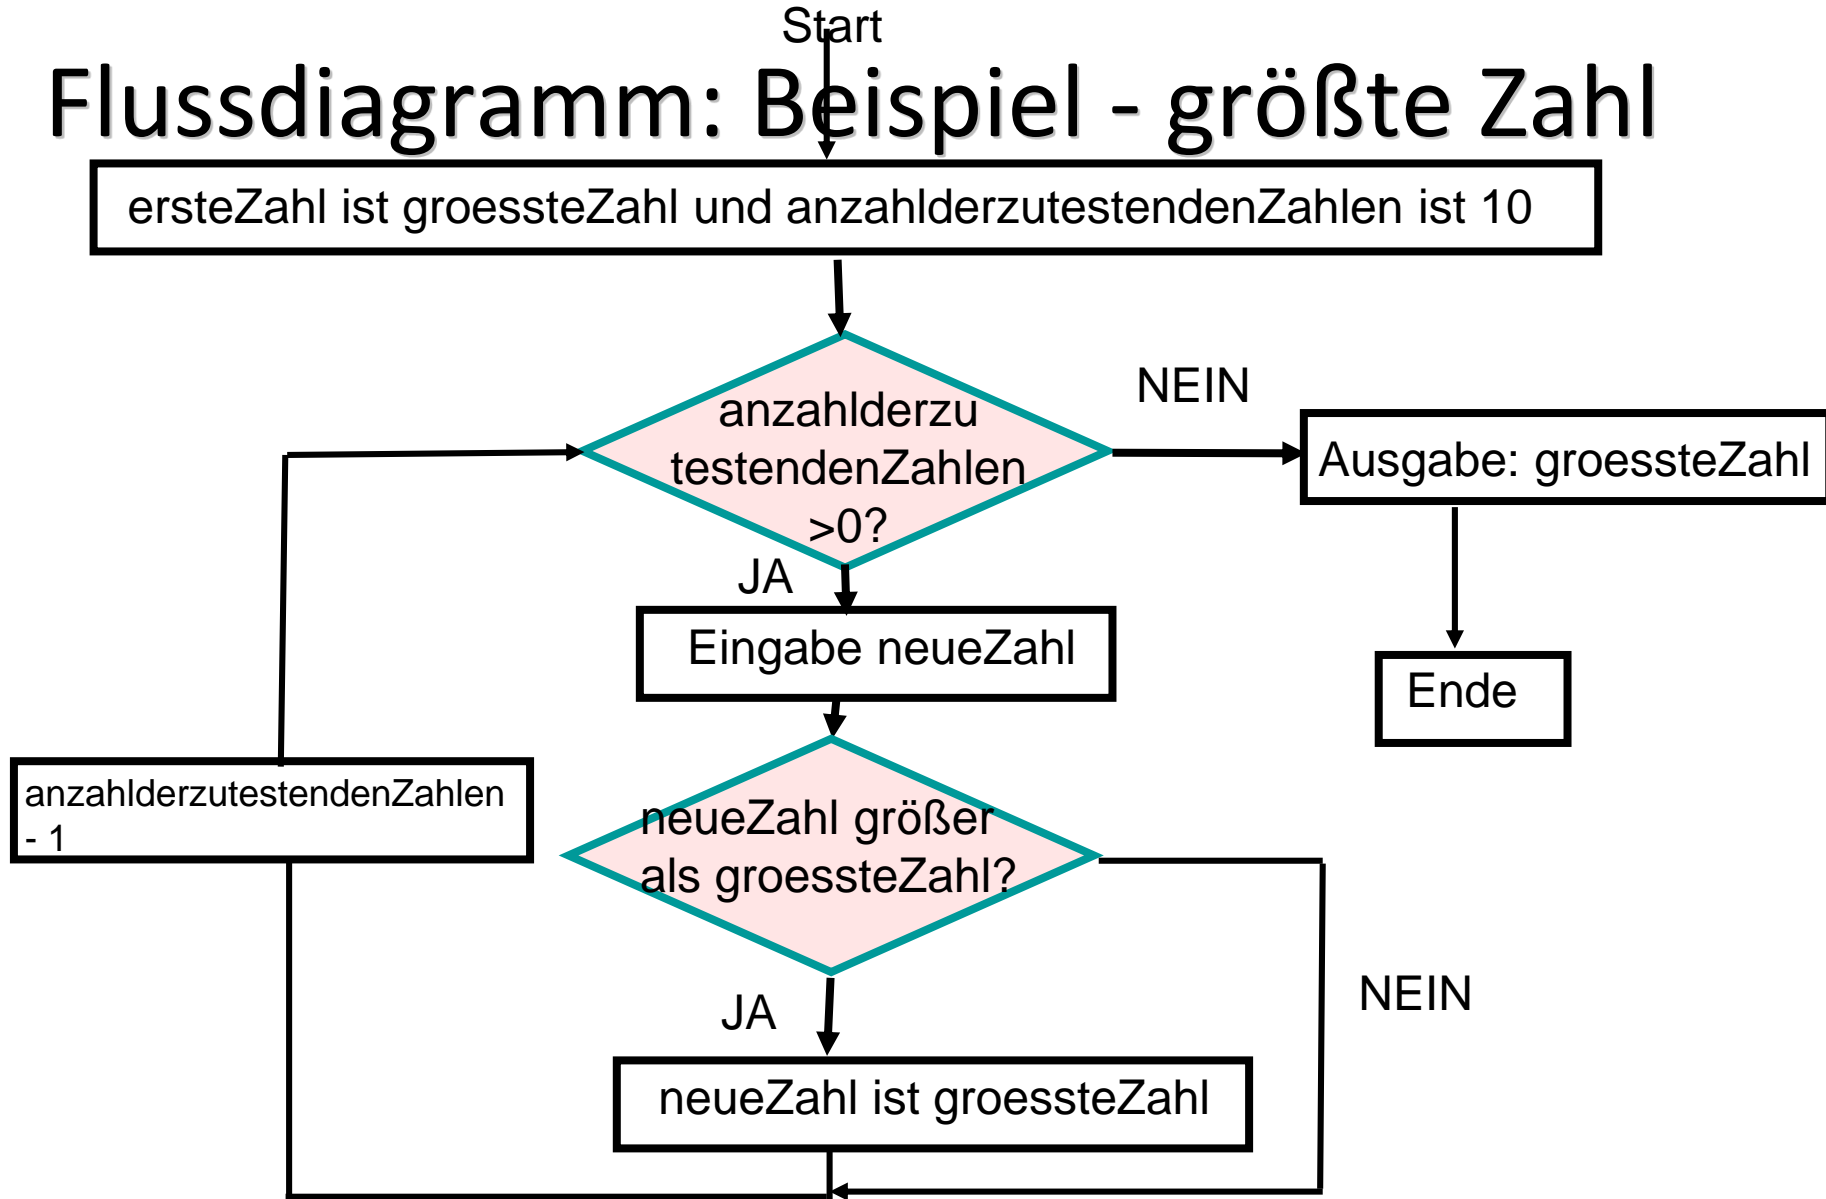 Start
Flussdiagramm: Beispiel - größte Zahl
ersteZahl ist groessteZahl und anzahlderzutestendenZahlen ist 10
anzahlderzu
testendenZahlen
>0?
NEIN
Ausgabe: groessteZahl
Ende
JA
Eingabe neueZahl
neueZahl größer
als groessteZahl?
NEIN
JA
neueZahl ist groessteZahl
anzahlderzutestendenZahlen
- 1